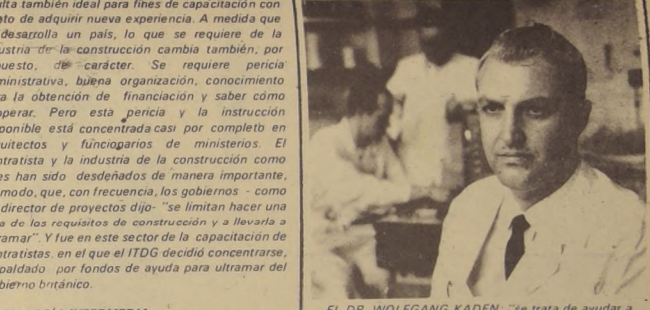 ulta también ideal para fines de capacitación con
to de adquirir nueva experiencia. A medida que
desarrolla un país, lo que se requiere de la
ustria de la construcción cambia también, por
puesto, de carácter. Se requiere pericia
ministrativa, buena organización, conocimiento
ra la obtención de financiación y saber cómo
operar. Pero esta pericia y la instrucción
ponible está concentrada casi por completo en
quitectos y funcionarios de ministerios. El
ntratista y la industria de la construcción como
es han sido desdeñados de manera importante,
modo, que, con frecuencia, los gobiernos - como
director de proyectos dijo- "se limitan hacer una
a de los requisitos de construcción y a llevarla a
ramar". Y fue en este sector de la capacitación de
ntratistas, en el que el ITDG decidió concentrarse,
paldado por fondos de ayuda para ultramar del
bierno británico.
EL DR. WOLFGANG KADEN: "se trata de ayudar a